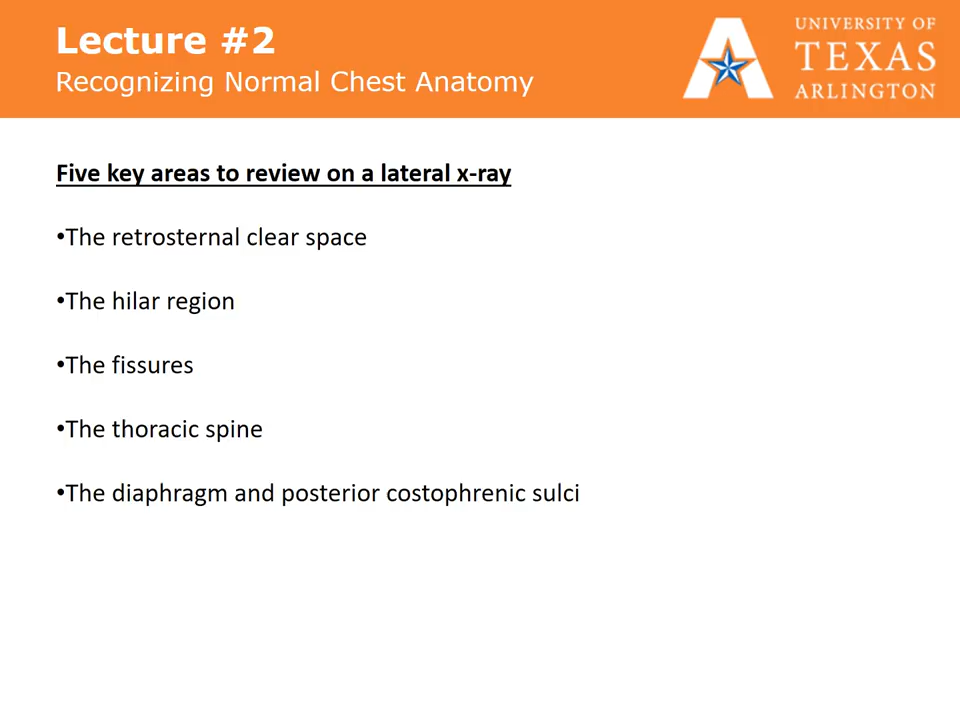 Lecture #2
Recognizing Normal Chest Anatomy
UNIVERSITY OF
TEXAS
ARLINGTON
Five key areas to review on a lateral x-ray
•The retrosternal clear space
•The hilar region
•The fissures
•The thoracic spine
•The diaphragm and posterior costophrenic sulci